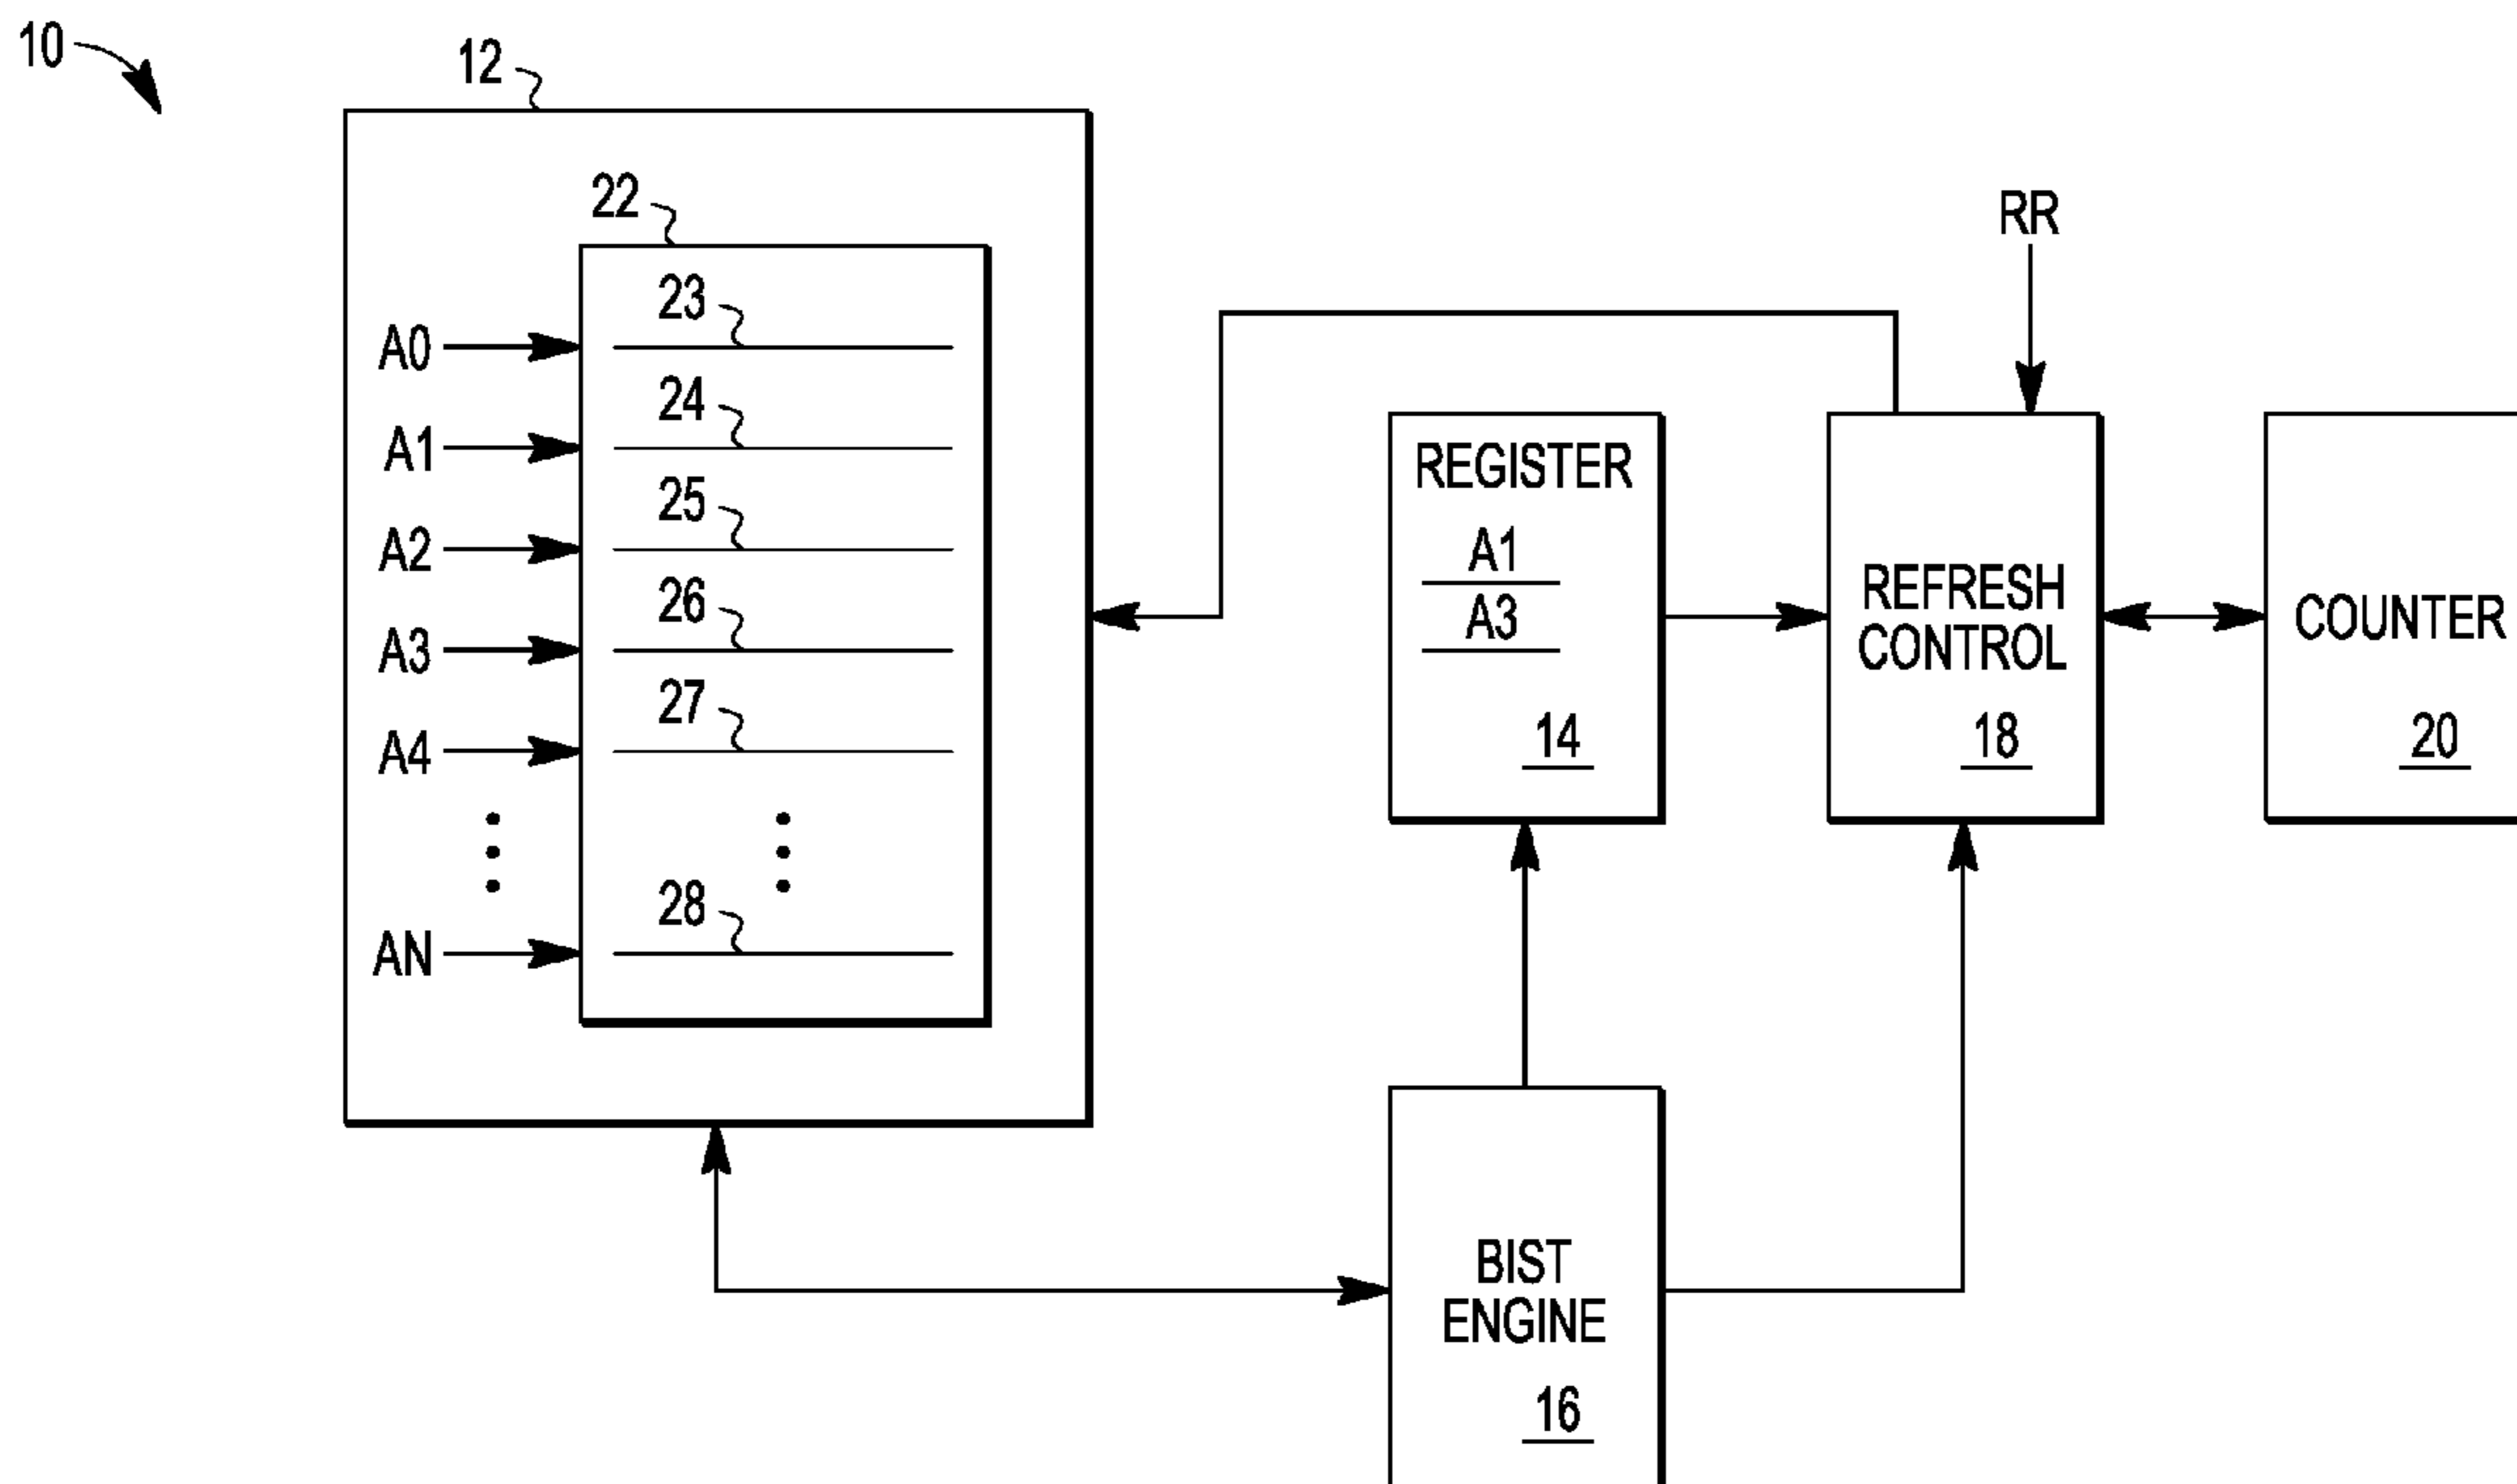 10
12
22
23
A0
24
A1
25
A2
26
A3
27
A4
28
AN
RR
REGISTER
A1
A3
14
REFRESH
CONTROL
18
COUNTER
20
BIST
ENGINE
16